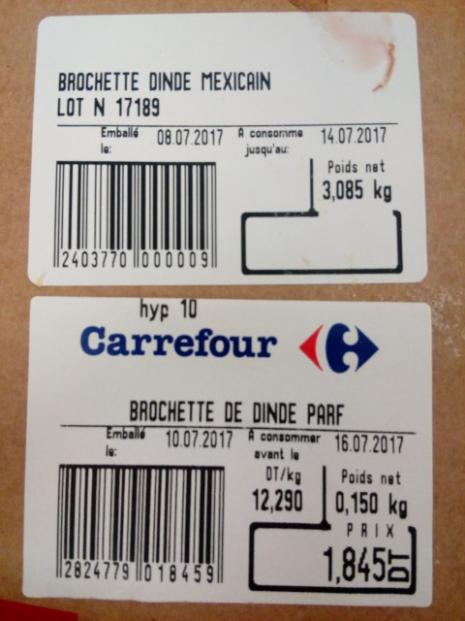 BROCHETTE DINDE MEXICAIN
LOT N 17189
Emballé le: 08.07.2017 A consomme jusqu'au: 14.07.2017
Poids net
3,085 kg
2403770 000009
hyp 10
Carrefour
BROCHETTE DE DINDE PARF
Emballé le: 10.07.2017 A consommer avant le 16.07.2017
DT/kg Poids net
12,290 0,150 kg
PRIX
1,845 DT
2824779 018459